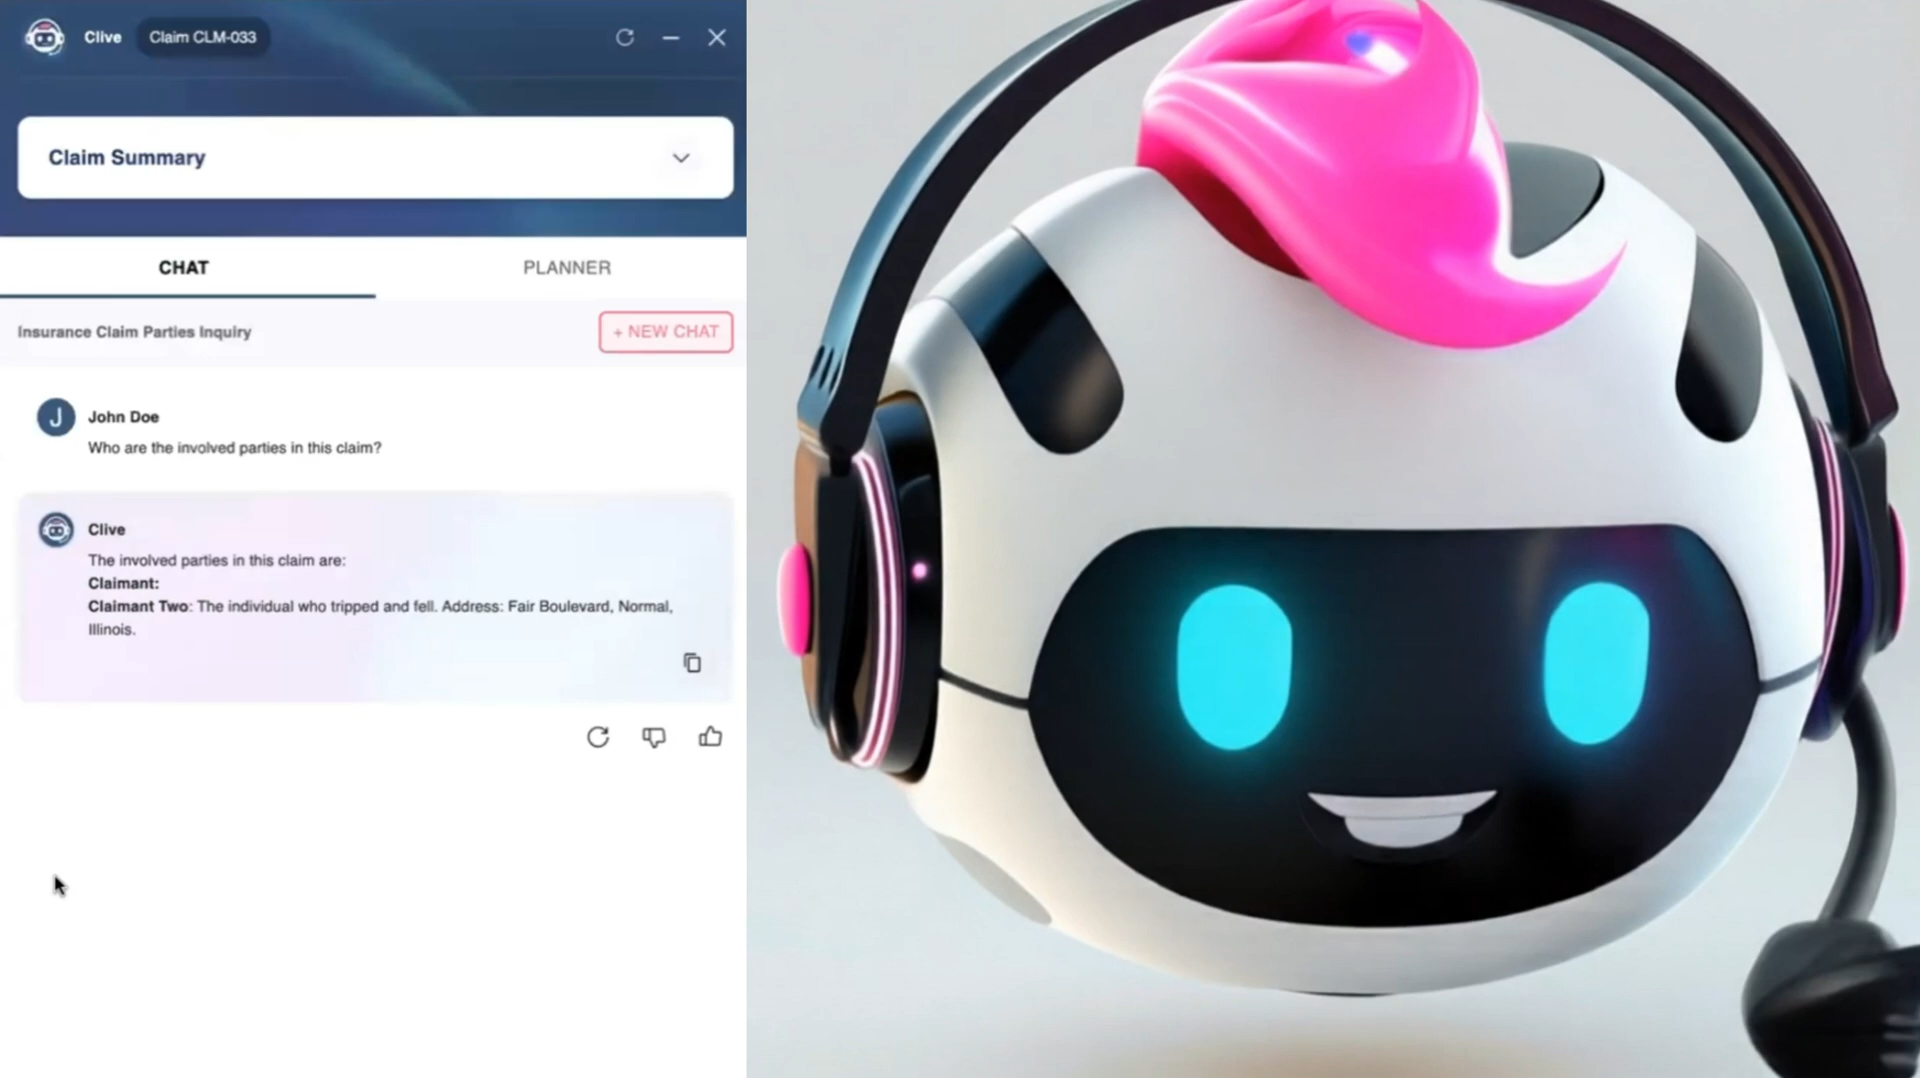 Clive
Claim CLM-033
Claim Summary
CHAT
PLANNER
Insurance Claim Parties Inquiry
+ NEW CHAT
J
John Doe
Who are the involved parties in this claim?
Clive
The involved parties in this claim are:
Claimant:
Claimant Two: The individual who tripped and fell. Address: Fair Boulevard, Normal,
Illinois.